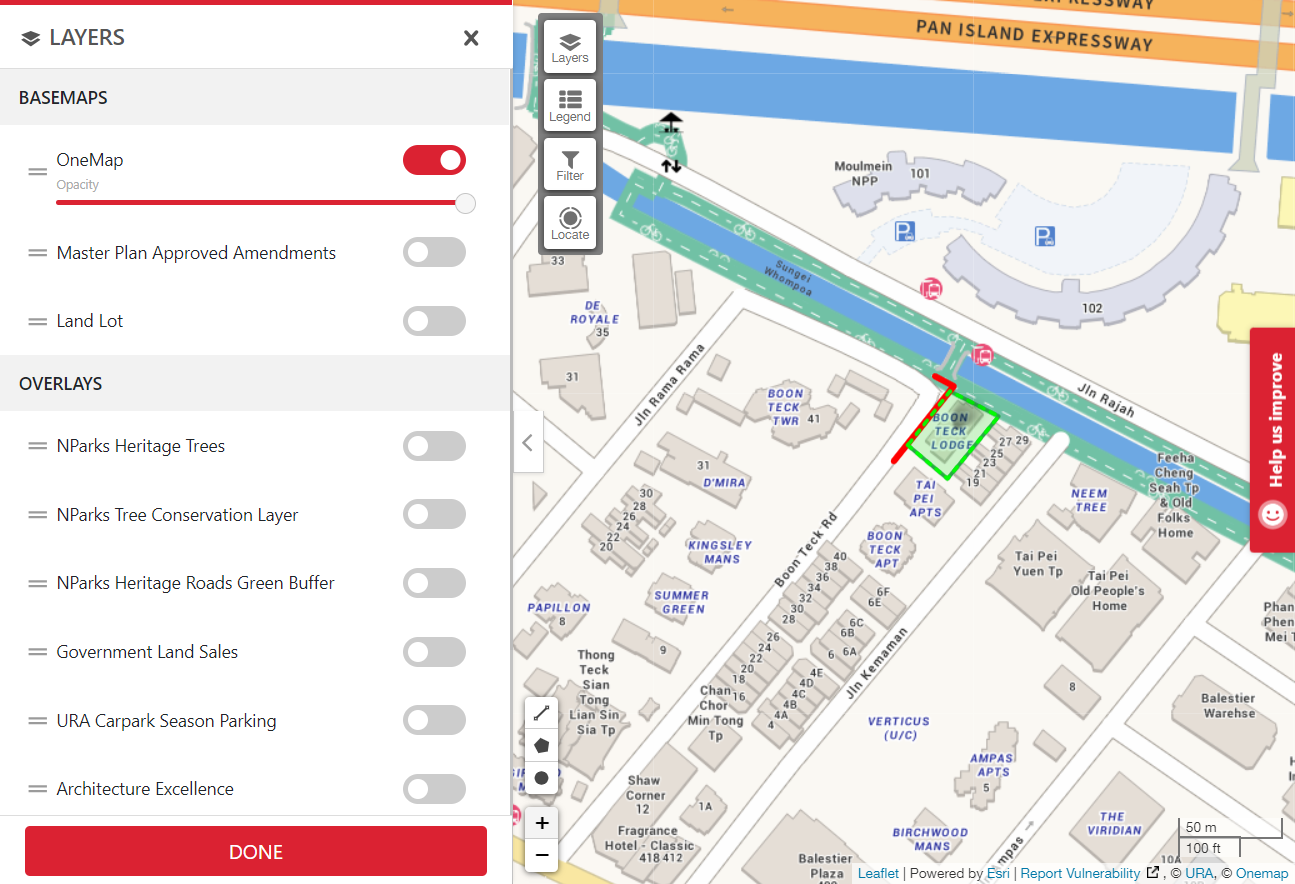 LAYERS
BASEMAPS
OneMap
Opacity
Master Plan Approved Amendments
Land Lot
OVERLAYS
NParks Heritage Trees
NParks Tree Conservation Layer
NParks Heritage Roads Green Buffer
Government Land Sales
URA Carpark Season Parking
Architecture Excellence
DONE
Layers
Legend
Filter
Locate
PAN ISLAND EXPRESSWAY
Moulmein
NPP
101
102
Sungei
Whompoa
33
DE
ROYALE
35
31
Jln Rama Rama
Jln Rajah
BOON
TECK
TWR
41
BOON
TECK
LODGE
27
29
25
23
21
19
TAI
PEI
APTS
31
D'MIRA
30
28
26
24
22
20
KINGSLEY
MANS
BOON
TECK
APT
NEEM
TREE
Feeha
Cheng
Seah Tp
& Old
Folks
Home
Boon Teck Rd
40
38
36
34
32
30
28
6F
6E
6C
6B
6A
6
Tai Pei
Yuen Tp
Tai Pei
Old People's
Home
PAPILLON
8
SUMMER
GREEN
9
26
24
22
20
18
16
4E
4D
4C
4B
4A
4
Jln Kemaman
Thong
Teck
Sian
Tong
Lian Sin
Sia Tp
Chan
Chor
Min Tong
Tp
8
VERTICUS
(U/C)
Balestier
Warehse
AMPAS
APTS
5
Shaw
Corner
12
1A
Fragrance
Hotel - Classic
418 412
BIRCHWOOD
MANS
THE
VIRIDIAN
10A
Balestier
Plaza
Help us improve
+
−
50 m
100 ft
Leaflet | Powered by Esri | Report Vulnerability , © URA, © Onemap